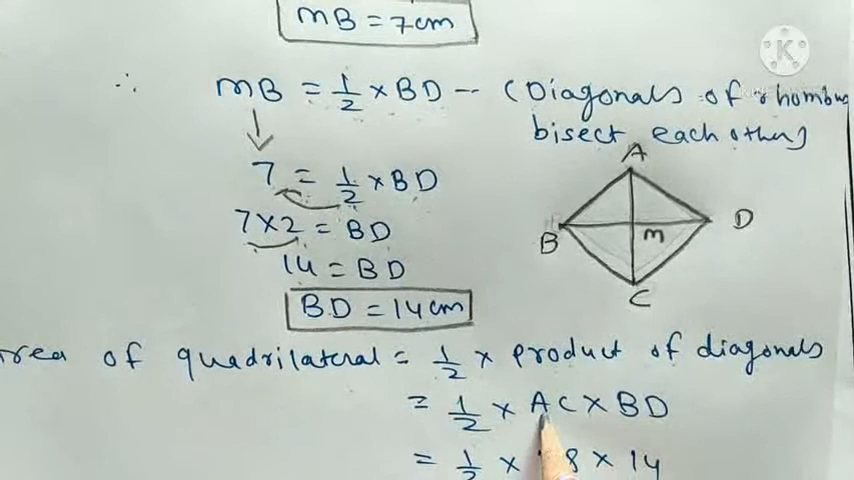 MB = 7cm
∴ MB = 1/2 × BD -- (Diagonals of rhombus
bisect each other)
7 = 1/2 × BD
7×2 = BD
14 = BD
BD = 14cm
A
B
D
M
C
of quadrilateral = 1/2 × product of diagonals
= 1/2 × AC × BD
= 1/2 × 8 × 14